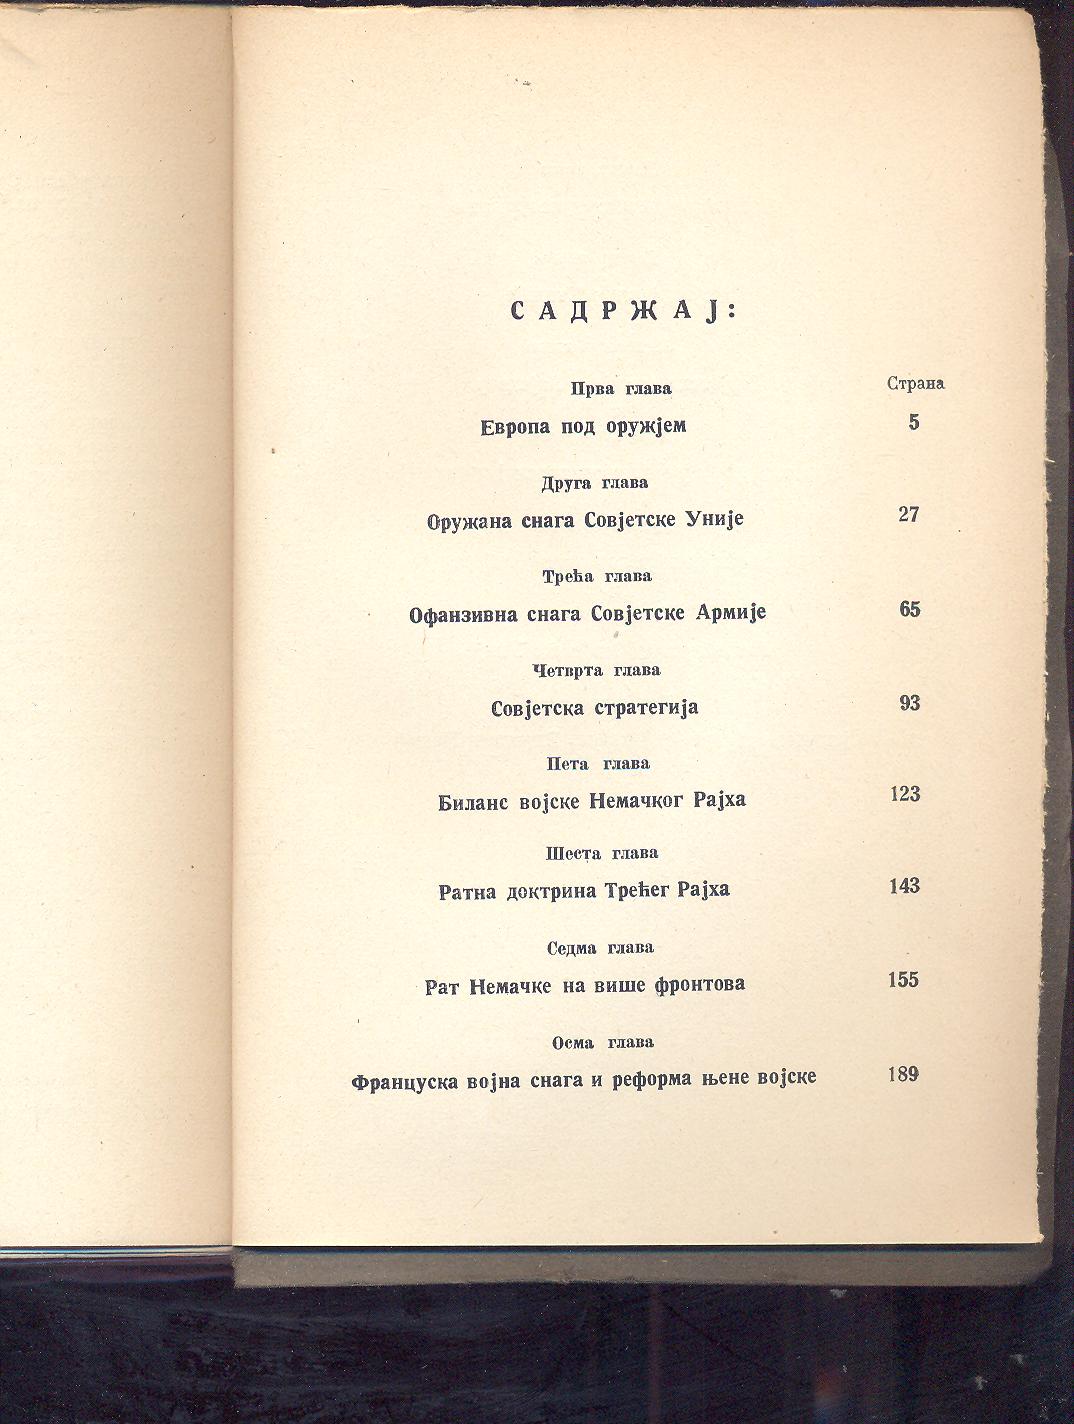 САДРЖАЈ:
Прва глава Страна
Европа под оружјем 5
Друга глава
Оружана снага Совјетске Уније 27
Трећа глава
Офанзивна снага Совјетске Армије 65
Четврта глава
Совјетска стратегија 93
Пета глава
Биланс војске Немачког Рајха 123
Шеста глава
Ратна доктрина Трећег Рајха 143
Седма глава
Рат Немачке на више фронтова 155
Осма глава
Француска војна снага и реформа њене војске 189